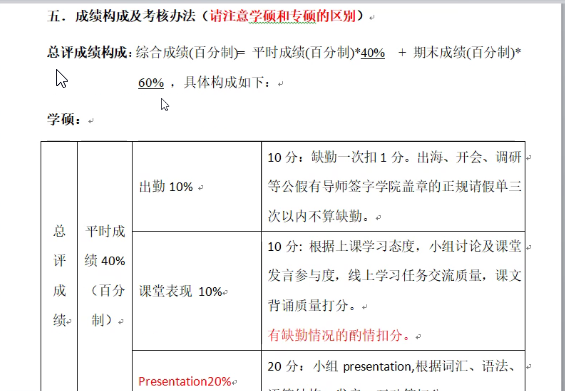 五．成绩构成及考核办法（请注意学硕和专硕的区别）
总评成绩构成：综合成绩(百分制)= 平时成绩(百分制)*40% ＋ 期末成绩(百分制)*
60% ，具体构成如下：
学硕：
总评成绩
平时成绩 40%（百分制）
出勤 10%
10 分：缺勤一次扣 1 分。出海、开会、调研
等公假有导师签字学院盖章的正规请假单三
次以内不算缺勤。
课堂表现 10%
10 分: 根据上课学习态度，小组讨论及课堂
发言参与度，线上学习任务交流质量，课文
背诵质量打分。
有缺勤情况的酌情扣分。
Presentation20%
20 分：小组 presentation,根据词汇、语法、